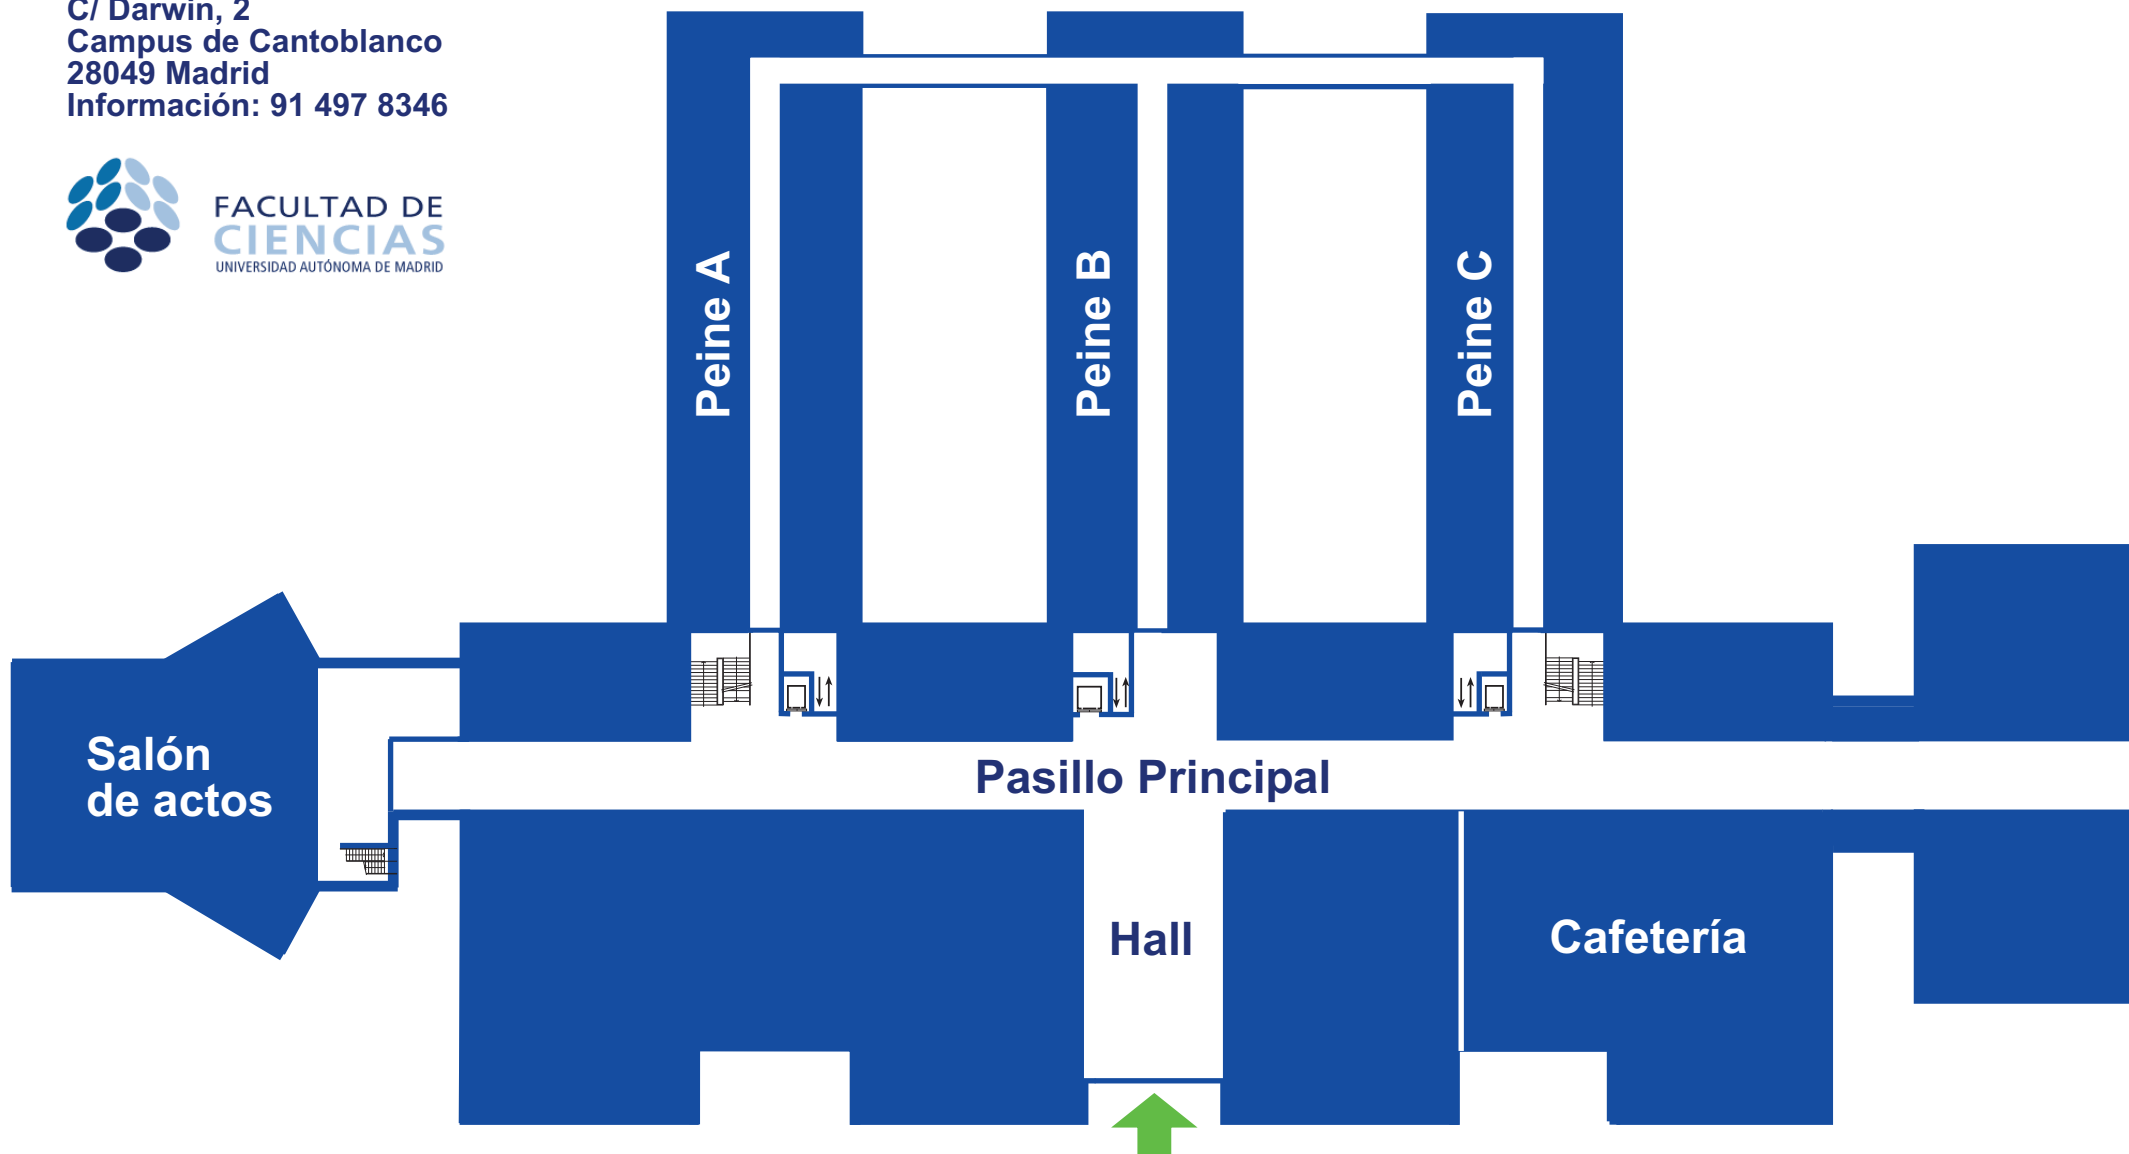 C/ Darwin, 2
Campus de Cantoblanco
28049 Madrid
Información: 91 497 8346
FACULTAD DE
CIENCIAS
UNIVERSIDAD AUTÓNOMA DE MADRID
Peine A
Peine B
Peine C
Salón
de actos
Pasillo Principal
Hall
Cafetería